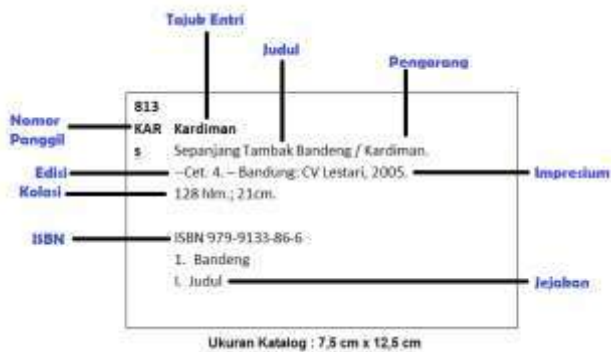 Tajuk Entri
Judul
Pengarang
813
Nomor
Panggil
KAR Kardiman
s Sepanjang Tambak Bandeng / Kardiman.
Edisi --Cet. 4. – Bandung: CV Lestari, 2005. Impresium
Kolasi 128 hlm.; 21cm.
ISBN ISBN 979-9133-86-6
1. Bandeng
I. Judul Jejakan
Ukuran Katalog : 7,5 cm x 12,5 cm